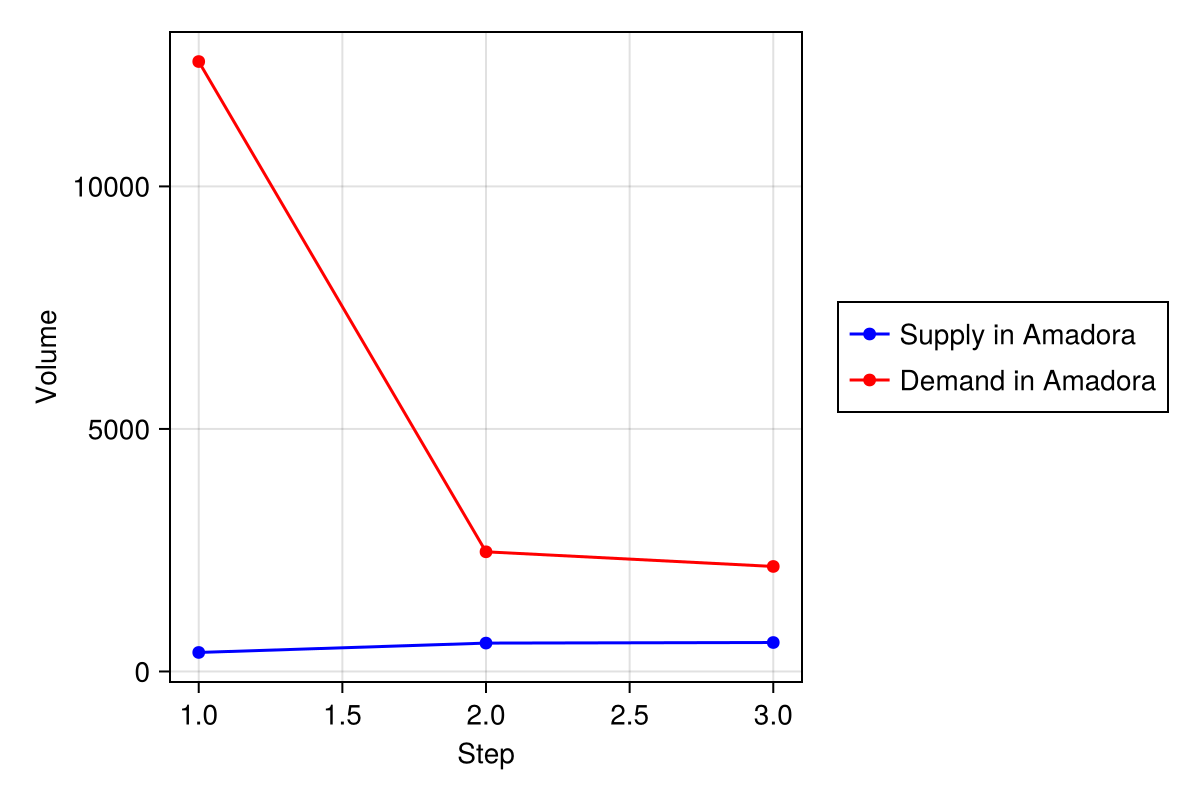 10000
5000
0
Volume
1.0 1.5 2.0 2.5 3.0
Step
Supply in Amadora
Demand in Amadora